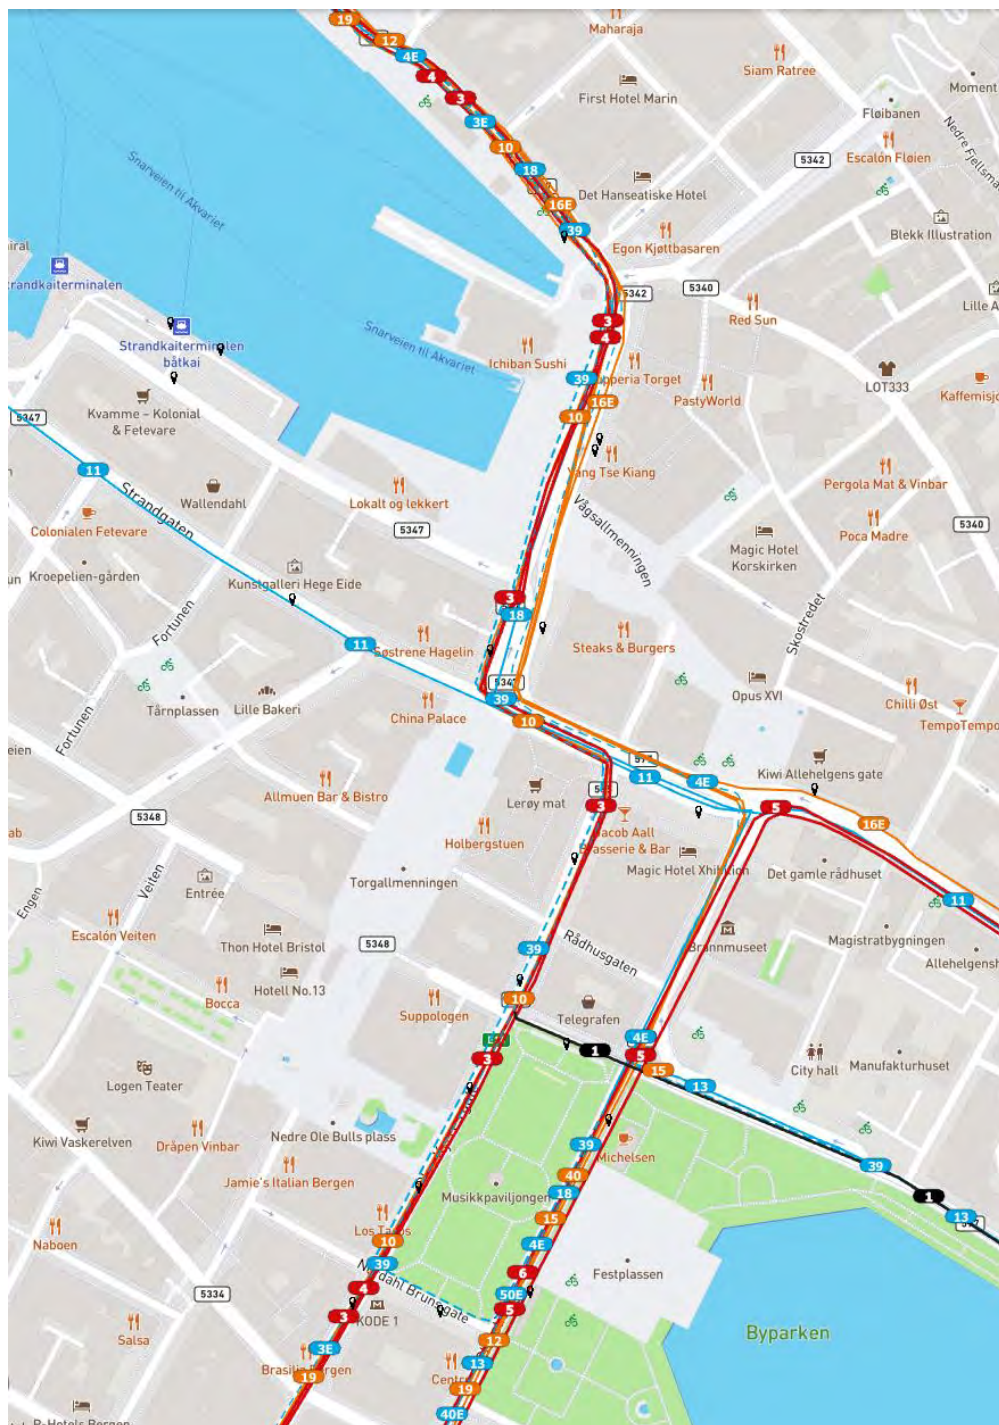 19
12
Maharaja
4E
4
Siam Ratree
3
First Hotel Marin
Moment
3E
Fløibanen
Nedre Fjellsma
10
5342
Escalón Fløien
18
Snarveien til Akvariet
Det Hanseatiske Hotel
16E
39
Blekk Illustration
Egon Kjøttbasaren
5342
5340
Strandkaiterminalen
båtkai
3
4
Red Sun
Snarveien til Akvariet
Ichiban Sushi
39
PastyWorld
LOT333
16E
10
Kvamme – Kolonial
& Fetevare
5347
Yang Tse Kiang
11
Pergola Mat & Vinbar
Strandgaten
Wallendahl
Lokalt og lekkert
Vågsallmenningen
Colonialen Fetevare
5347
Poca Madre
5340
Magic Hotel
Korskirken
Kroepelien-gården
Kunstgalleri Hege Eide
3
18
Fortunen
Skostredet
11
Søstrene Hagelin
Steaks & Burgers
Opus XVI
39
Tårnplassen
Lille Bakeri
China Palace
10
Chilli Øst
TempoTempo
Fortunen
11
4E
Kiwi Allehelgens gate
Allmuen Bar & Bistro
Lerøy mat
3
5
5348
Jacob Aall
Brasserie & Bar
16E
Holbergstuen
Magic Hotel Xhibition
Det gamle rådhuset
Veiten
Entrée
Torgallmenningen
Engen
11
Escalón Veiten
Thon Hotel Bristol
5348
39
Rådhusgaten
Brannmuseet
Magistratbygningen
Hotell No.13
Bocca
Suppologen
10
Telegrafen
4E
1
3
5
15
13
City hall
Manufakturhuset
Logen Teater
Kiwi Vaskerelven
Dråpen Vinbar
Nedre Ole Bulls plass
39
Michelsen
39
Jamie's Italian Bergen
Musikkpaviljongen
40
18
1
Los Tacos
15
13
Naboen
10
4E
39
6
Festplassen
Nordahl Brunsgate
5334
4
50E
KODE 1
3
5
Salsa
12
Byparken
3E
13
19
19
40E